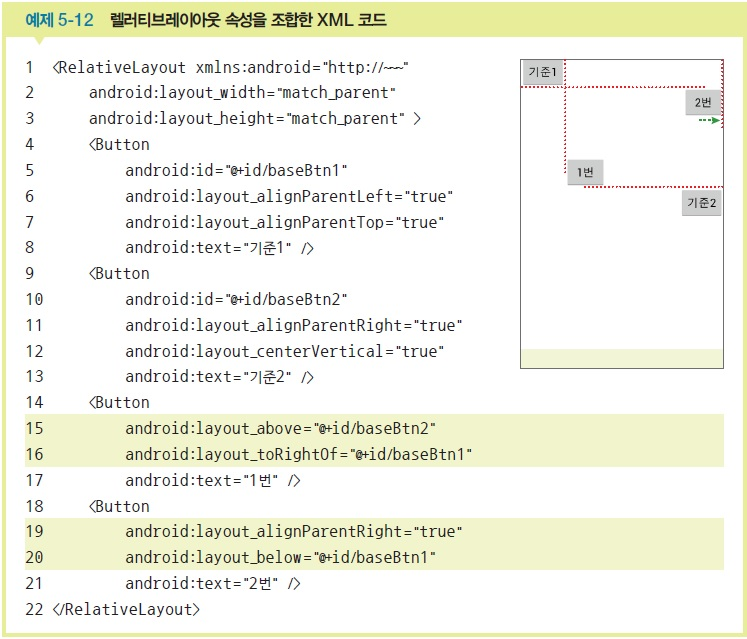 예제 5-12 렐러티브레이아웃 속성을 조합한 XML 코드
1 <RelativeLayout xmlns:android="http://~~~"
2 android:layout_width="match_parent"
3 android:layout_height="match_parent" >
4 <Button
5 android:id="@+id/baseBtn1"
6 android:layout_alignParentLeft="true"
7 android:layout_alignParentTop="true"
8 android:text="기준1" />
9 <Button
10 android:id="@+id/baseBtn2"
11 android:layout_alignParentRight="true"
12 android:layout_centerVertical="true"
13 android:text="기준2" />
14 <Button
15 android:layout_above="@+id/baseBtn2"
16 android:layout_toRightOf="@+id/baseBtn1"
17 android:text="1번" />
18 <Button
19 android:layout_alignParentRight="true"
20 android:layout_below="@+id/baseBtn1"
21 android:text="2번" />
22 </RelativeLayout>
기준1
2번
1번
기준2